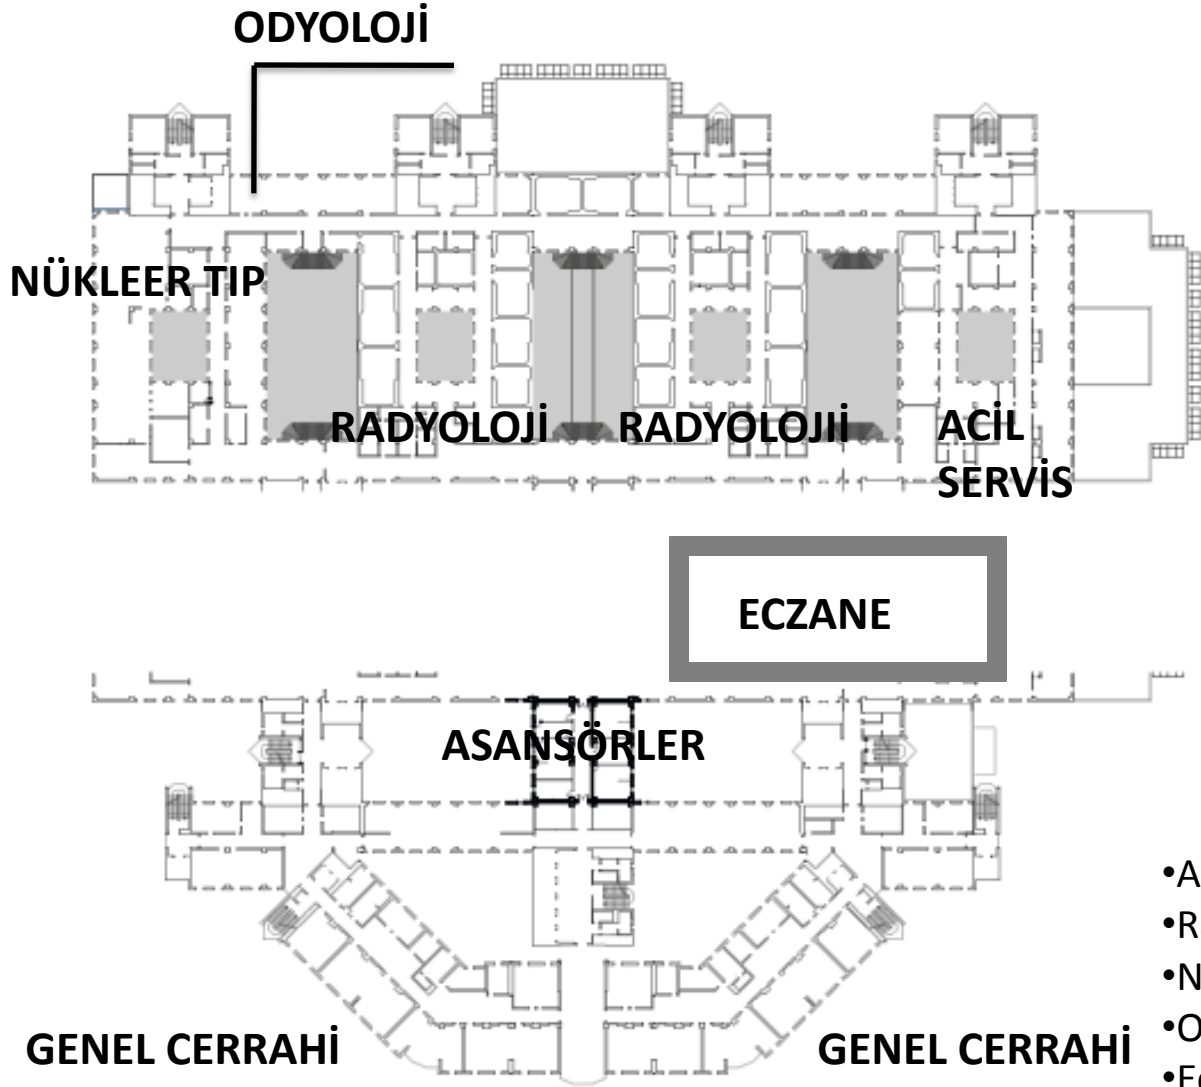 ODYOLOJİ
NÜKLEER TIP
RADYOLOJİ
RADYOLOJİİ
ACİL
SERVİS
ECZANE
ASANSÖRLER
•A
•R
•N
•O
GENEL CERRAHİ
GENEL CERRAHİ